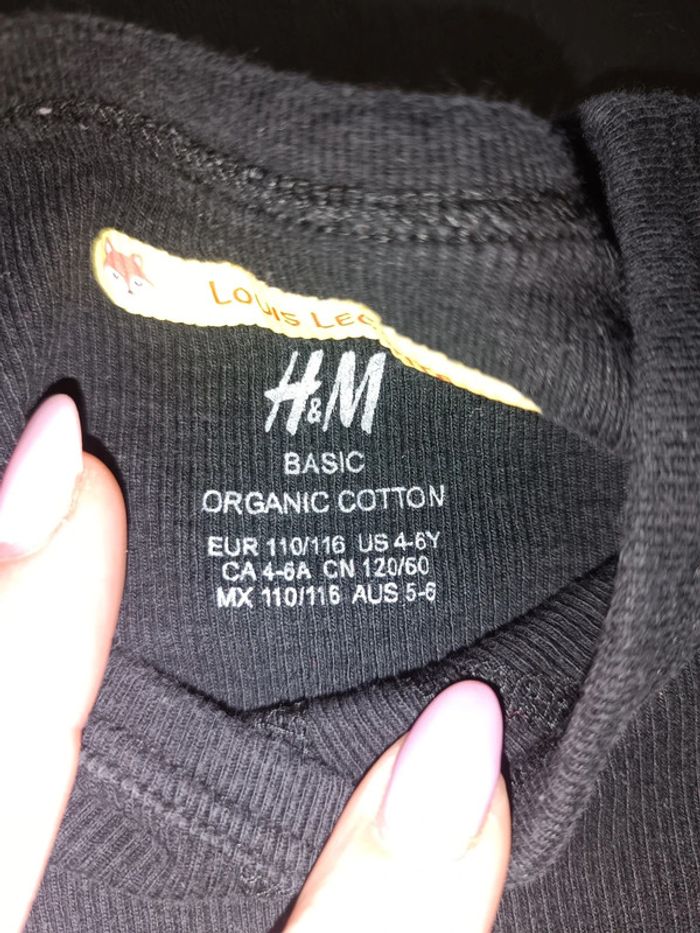 LOUIS
H&M
BASIC
ORGANIC COTTON
EUR 110/116 US 4-6Y
CA 4-6A CN 120/60
MX 110/116 AUS 5-6